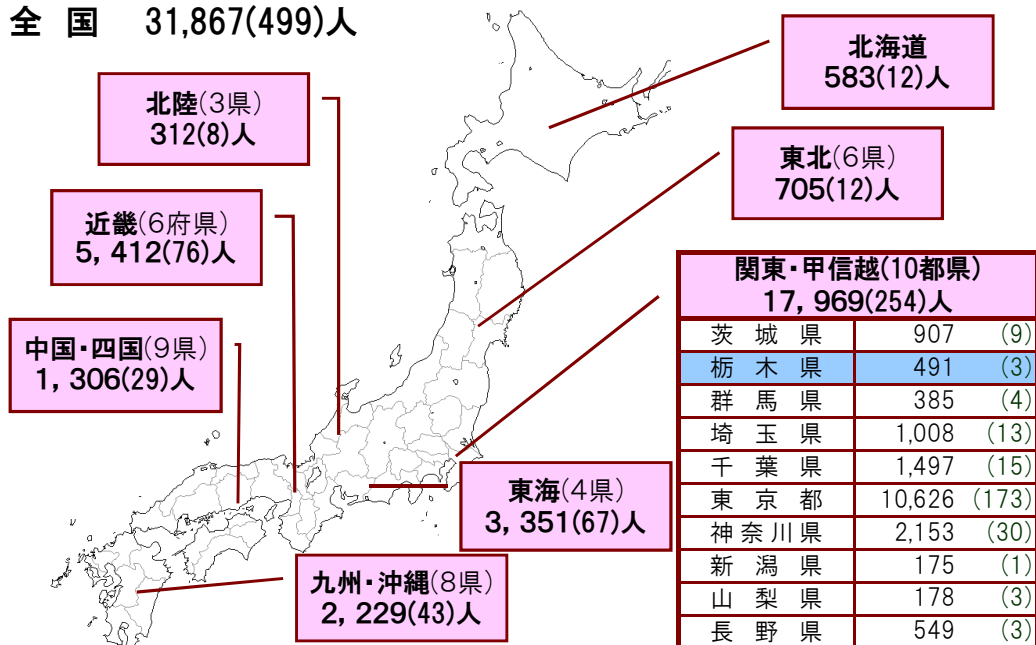 全 国 31,867(499)人
北海道
583(12)人
北陸(3県)
312(8)人
東北(6県)
705(12)人
近畿(6府県)
5,412(76)人
中国・四国(9県)
1,306(29)人
東海(4県)
3,351(67)人
九州・沖縄(8県)
2,229(43)人
関東・甲信越(10都県)
17,969(254)人
茨城県 907 (9)
栃木県 491 (3)
群馬県 385 (4)
埼玉県 1,008 (13)
千葉県 1,497 (15)
東京都 10,626 (173)
神奈川県 2,153 (30)
新潟県 175 (1)
山梨県 178 (3)
長野県 549 (3)